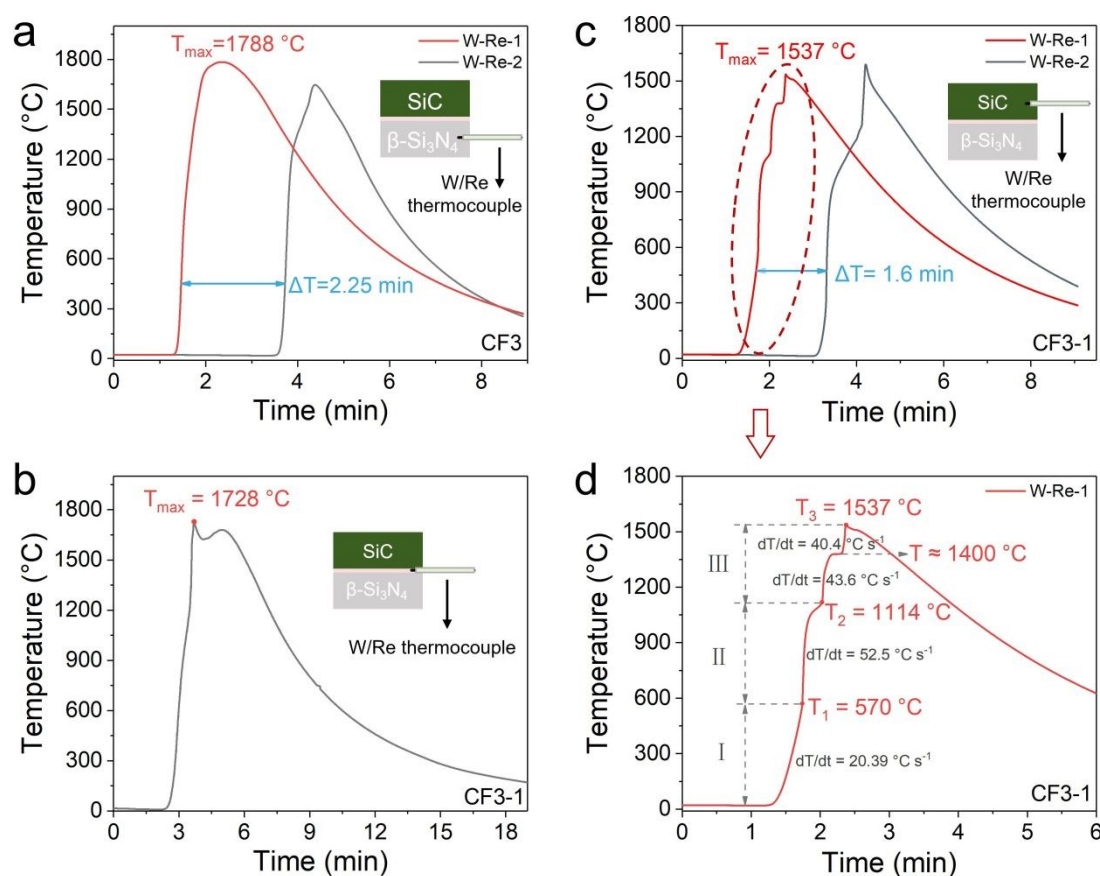 a
Tmax=1788 °C
W-Re-1
W-Re-2
SiC
β-Si3N4
W/Re
thermocouple
ΔT=2.25 min
CF3
1800
1500
1200
900
600
300
0
Temperature (°C)
0 2 4 6 8
Time (min)
c
Tmax= 1537 °C
W-Re-1
W-Re-2
SiC
β-Si3N4
W/Re
thermocouple
ΔT= 1.6 min
CF3-1
1800
1500
1200
900
600
300
0
Temperature (°C)
0 2 4 6 8
Time (min)
b
Tmax = 1728 °C
SiC
β-Si3N4
W/Re thermocouple
CF3-1
1800
1500
1200
900
600
300
0
Temperature (°C)
0 3 6 9 12 15 18
Time (min)
d
W-Re-1
T3 = 1537 °C
dT/dt = 40.4 °C s-1
T ≈ 1400 °C
III
dT/dt = 43.6 °C s-1
T2 = 1114 °C
II
dT/dt = 52.5 °C s-1
T1 = 570 °C
I
dT/dt = 20.39 °C s-1
CF3-1
1800
1500
1200
900
600
300
0
Temperature (°C)
0 1 2 3 4 5 6
Time (min)